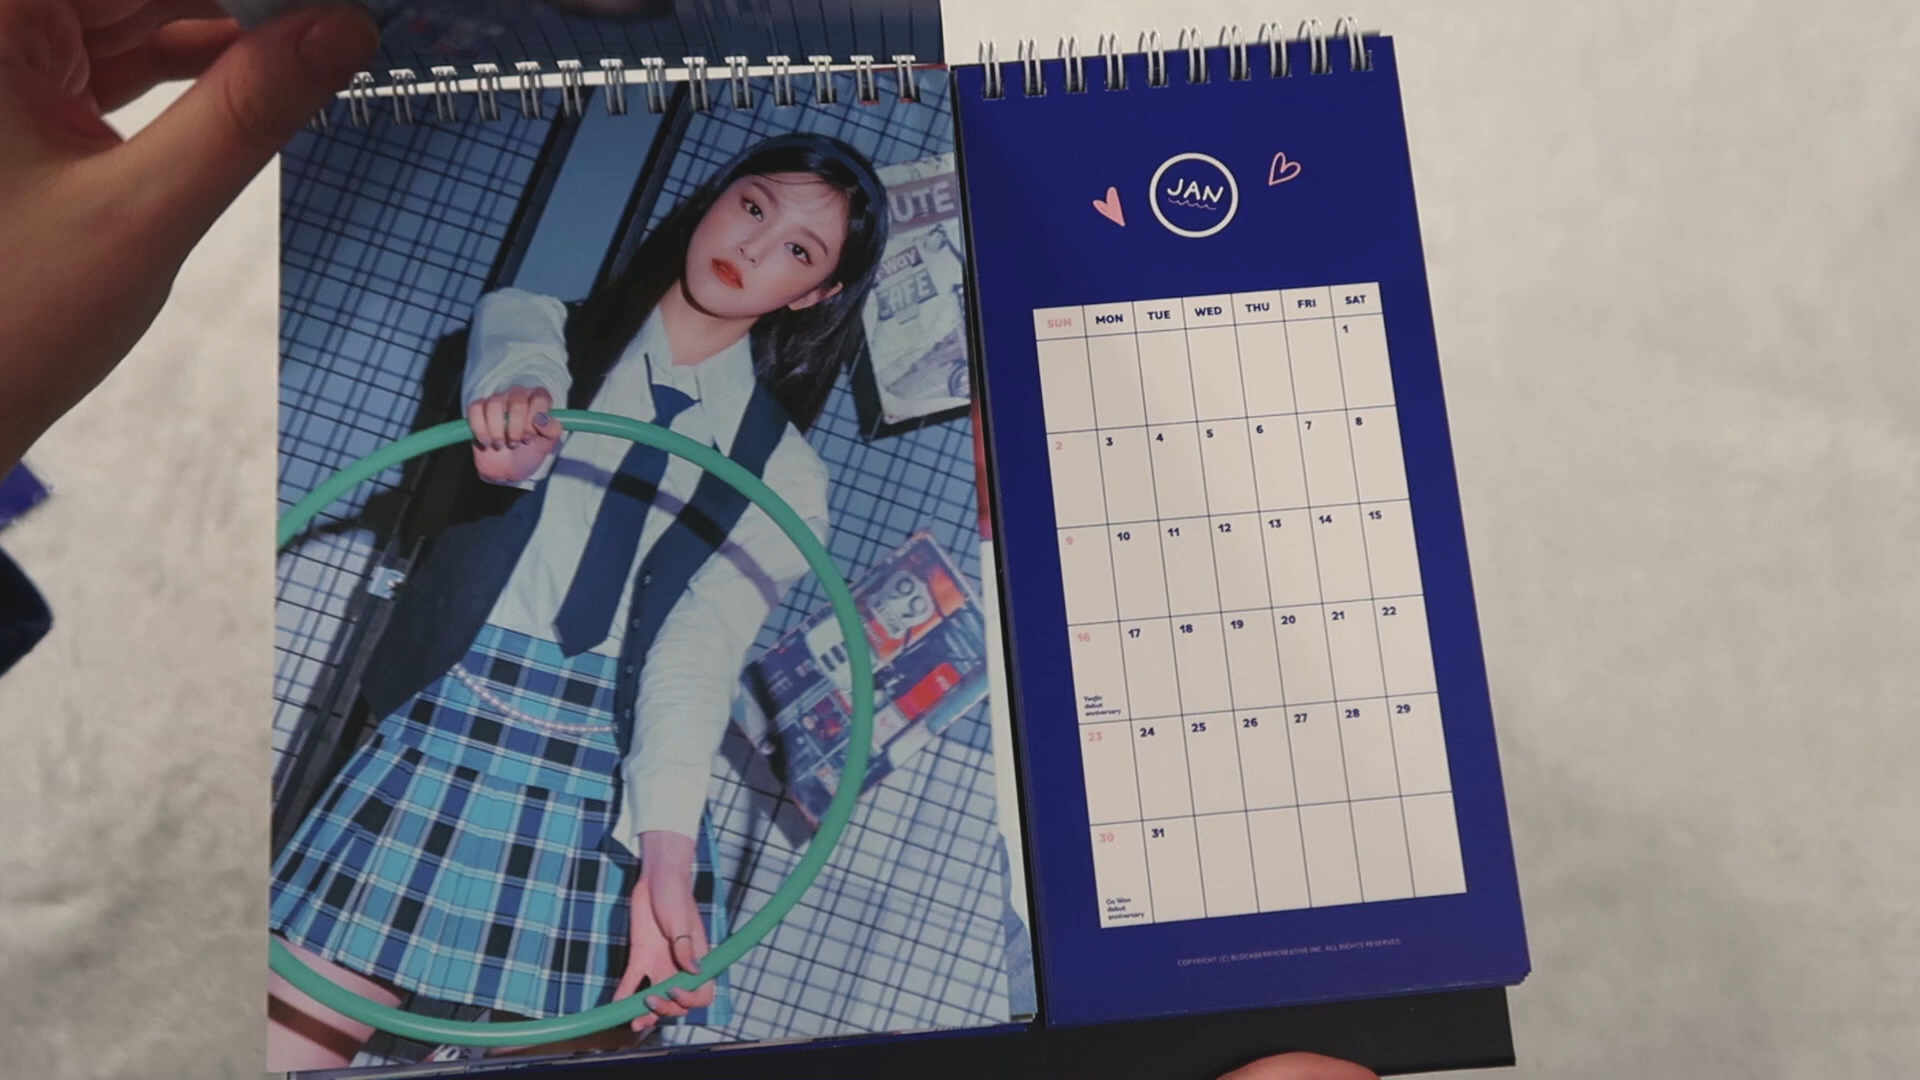 UTE
CAFE
JAN
SUN MON TUE WED THU FRI SAT
1
2 3 4 5 6 7 8
9 10 11 12 13 14 15
16 17 18 19 20 21 22
Yeojin
debut
anniversary
23 24 25 26 27 28 29
30 31
Go Won
debut
anniversary
COPYRIGHT (C) BLOCKBERRYCREATIVE INC. ALL RIGHTS RESERVED.